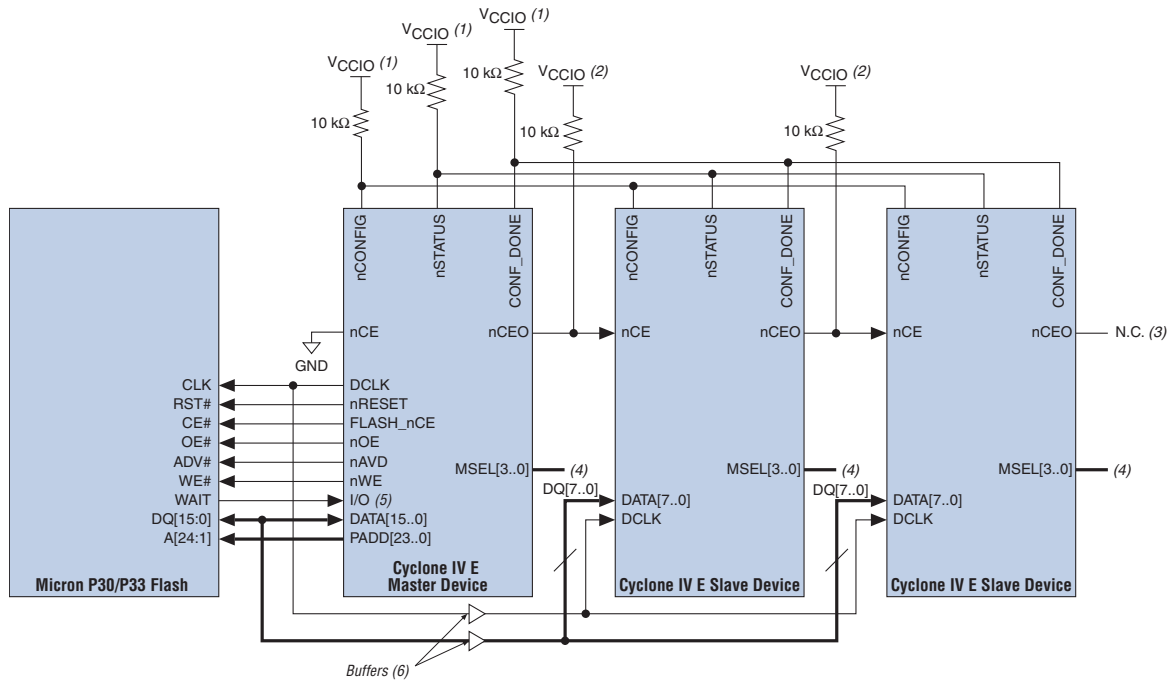 VCCIO (1)
VCCIO (1)
VCCIO (1)
VCCIO (2)
VCCIO (2)
10 kΩ
10 kΩ
10 kΩ
10 kΩ
10 kΩ
nCONFIG
nSTATUS
CONF_DONE
nCONFIG
nSTATUS
CONF_DONE
nCONFIG
nSTATUS
CONF_DONE
nCE
nCEO
nCE
nCEO
nCE
nCEO
N.C. (3)
GND
CLK
DCLK
RST#
nRESET
CE#
FLASH_nCE
OE#
nOE
ADV#
nAVD
WE#
nWE
WAIT
I/O (5)
DQ[15:0]
DATA[15..0]
A[24:1]
PADD[23..0]
MSEL[3..0]
(4)
MSEL[3..0]
(4)
MSEL[3..0]
(4)
DQ[7..0]
DATA[7..0]
DCLK
DQ[7..0]
DATA[7..0]
DCLK
Micron P30/P33 Flash
Cyclone IV E
Master Device
Cyclone IV E Slave Device
Cyclone IV E Slave Device
Buffers (6)